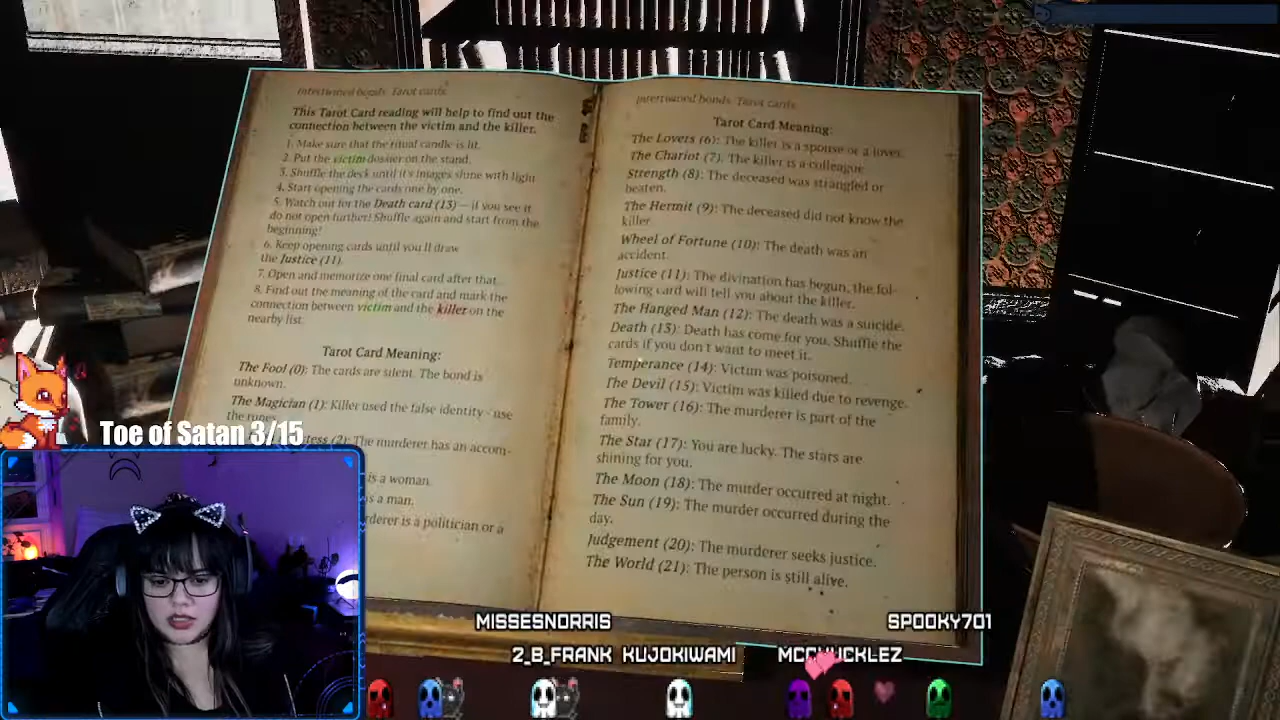 Intertwined bonds. Tarot cards.
This Tarot Card reading will help to find out the
connection between the victim and the killer.
1. Make sure that the ritual candle is lit.
2. Put the victim dossier on the stand.
3. Shuffle the deck until it's images shine with light
4. Start opening the cards one by one.
5. Watch out for the Death card (13) — if you see it
do not open further! Shuffle again and start from the
beginning!
6. Keep opening cards until you'll draw
the Justice (11).
7. Open and memorize one final card after that.
8. Find out the meaning of the card and mark the
connection between victim and the killer on the
nearby list.
Tarot Card Meaning:
The Fool (0): The cards are silent. The bond is
unknown.
The Magician (1): Killer used the false identity - use
the runes.
tess (2): The murderer has an accom-
is a woman.
s a man.
rderer is a politician or a
Intertwined bonds. Tarot cards.
Tarot Card Meaning:
The Lovers (6): The killer is a spouse or a lover.
The Chariot (7). The killer is a colleague.
Strength (8): The deceased was strangled or
beaten.
The Hermit (9): The deceased did not know the
killer.
Wheel of Fortune (10): The death was an
accident.
Justice (11): The divination has begun, the fol-
lowing card will tell you about the killer.
The Hanged Man (12): The death was a suicide.
Death (13): Death has come for you. Shuffle the
cards if you don't want to meet it.
Temperance (14): Victim was poisoned.
The Devil (15): Victim was killed due to revenge.
The Tower (16): The murderer is part of the
family.
The Star (17): You are lucky. The stars are
shining for you.
The Moon (18): The murder occurred at night.
The Sun (19): The murder occurred during the
day.
Judgement (20): The murderer seeks justice.
The World (21): The person is still alive.
Toe of Satan 3/15
MISSESNORRIS
SPOOKY701
2_B_FRANK KUJOKIWAMI